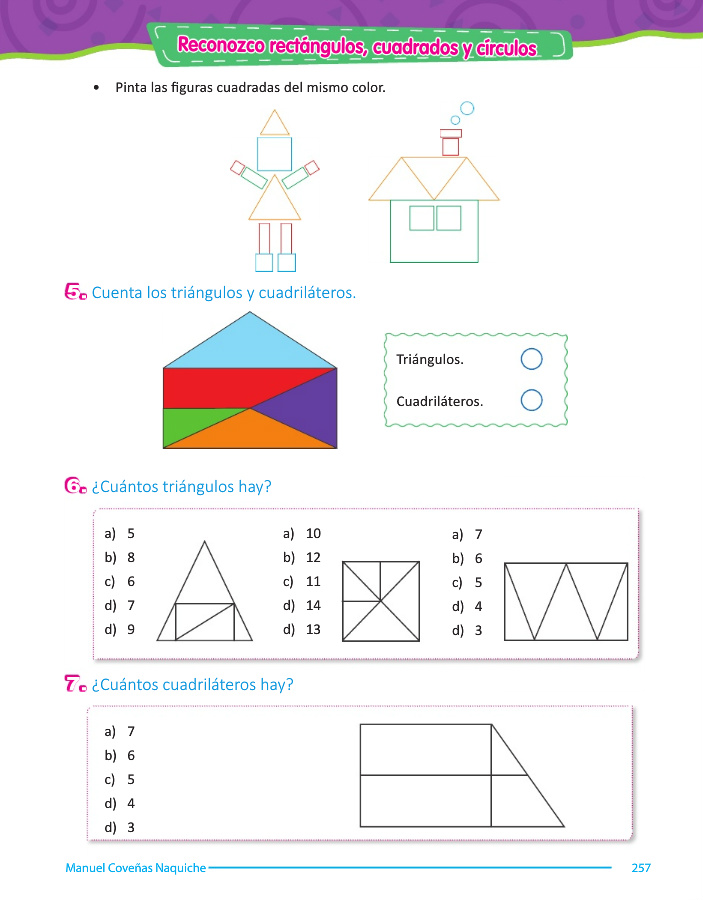 Reconozco rectángulos, cuadrados y círculos
• Pinta las figuras cuadradas del mismo color.
5. Cuenta los triángulos y cuadriláteros.
Triángulos.
Cuadriláteros.
6. ¿Cuántos triángulos hay?
a) 5
b) 8
c) 6
d) 7
d) 9
a) 10
b) 12
c) 11
d) 14
d) 13
a) 7
b) 6
c) 5
d) 4
d) 3
7. ¿Cuántos cuadriláteros hay?
a) 7
b) 6
c) 5
d) 4
d) 3
Manuel Coveñas Naquiche 257